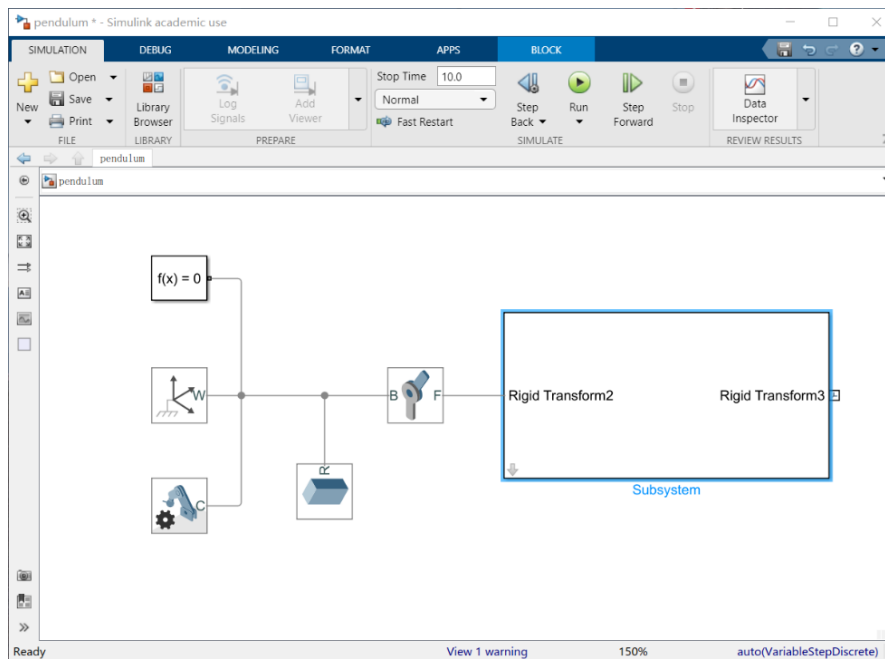 pendulum * - Simulink academic use
SIMULATION DEBUG MODELING FORMAT APPS BLOCK
New
Open
Save
Print
FILE
Library Browser
LIBRARY
Log Signals
Add Viewer
PREPARE
Stop Time 10.0
Normal
Fast Restart
Step Back
Run
Step Forward
Stop
SIMULATE
Data Inspector
REVIEW RESULTS
pendulum
pendulum
f(x) = 0
W
B F
Rigid Transform2 Rigid Transform3
R
C
Subsystem
Ready View 1 warning 150% auto(VariableStepDiscrete)